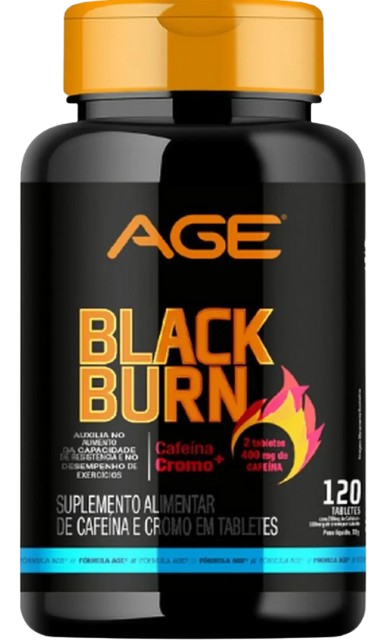 AGE®
BLACK
BURN
AUXILIA NO
AUMENTO
DA CAPACIDADE
DE RESISTÊNCIA E NO
DESEMPENHO DE
EXERCÍCIOS
Cafeína
Cromo+
2 tabletes
400 mg de
CAFEÍNA
SUPLEMENTO ALIMENTAR
DE CAFEÍNA E CROMO EM TABLETES
120
TABLETES
Peso líquido:
FÓRMULA AGE® // FÓRMULA AGE® // FÓRMULA AGE® // FÓRMULA AGE®